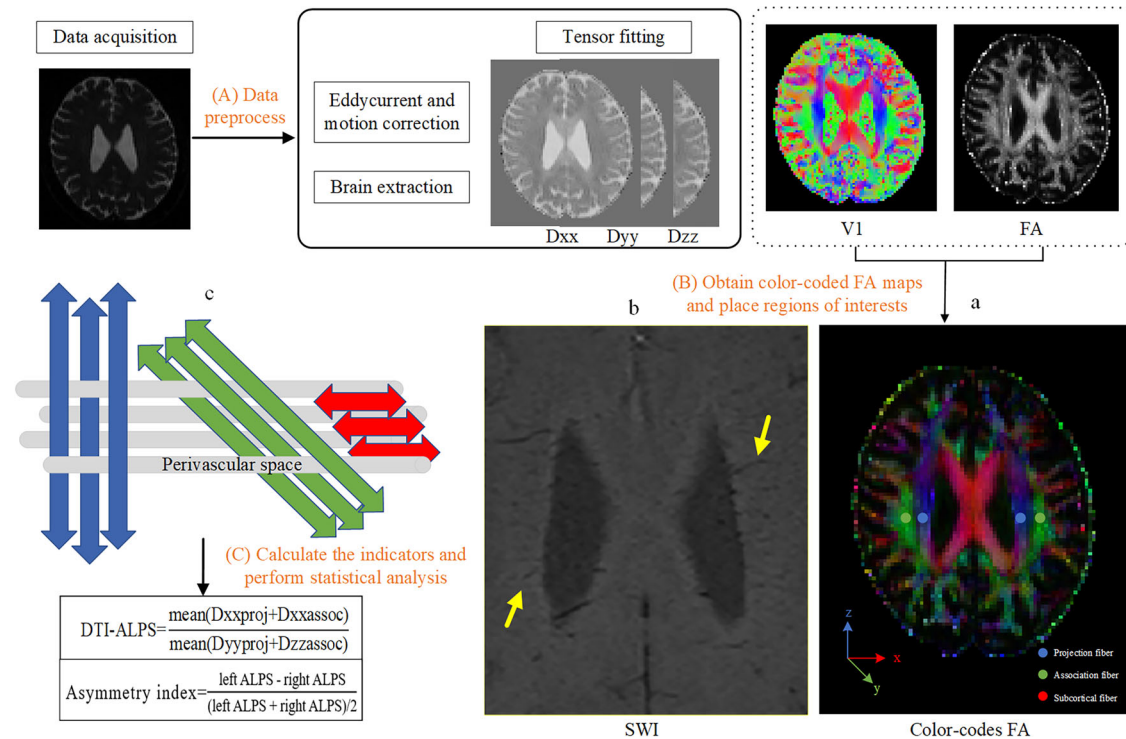 Data acquisition
(A) Data
preprocess
Tensor fitting
Eddycurrent and
motion correction
Brain extraction
Dxx
Dyy
Dzz
V1
FA
(B) Obtain color-coded FA maps
and place regions of interests
a
b
SWI
z
x
y
Projection fiber
Association fiber
Subcortical fiber
Color-codes FA
c
Perivascular space
(C) Calculate the indicators and
perform statistical analysis
DTI-ALPS=
mean(Dxxproj+Dxxassoc)
mean(Dyyproj+Dzzassoc)
Asymmetry index=
left ALPS - right ALPS
(left ALPS + right ALPS)/2